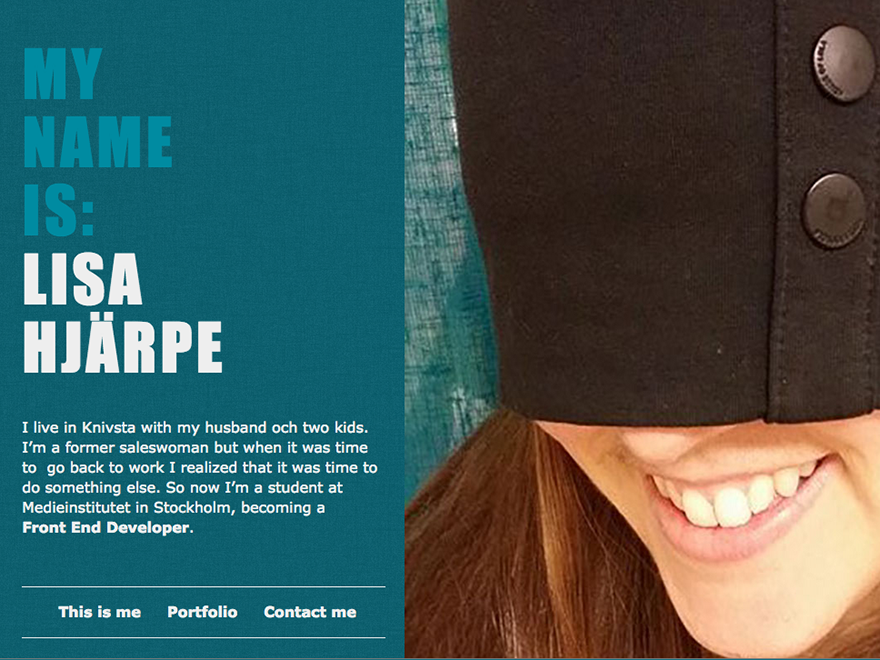 MY
NAME
IS:
LISA
HJÄRPE
I live in Knivsta with my husband och two kids.
I’m a former saleswoman but when it was time
to  go back to work I realized that it was time to
do something else. So now I’m a student at
Medieinstitutet in Stockholm, becoming a
Front End Developer.
This is me Portfolio Contact me